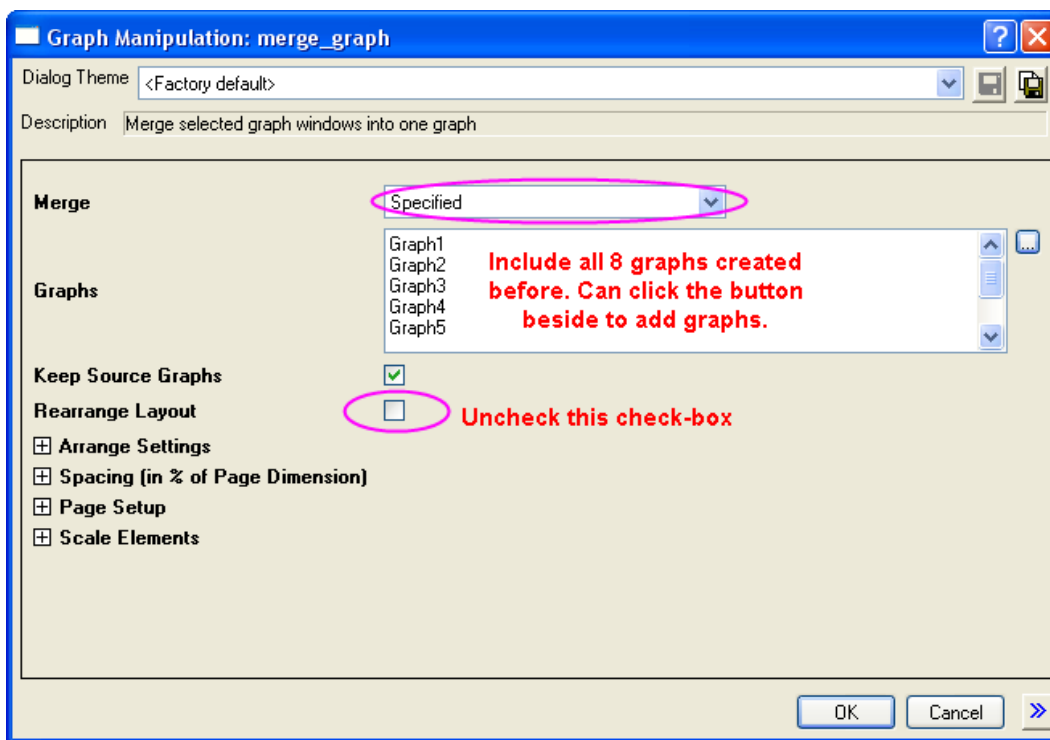 Graph Manipulation: merge_graph
Dialog Theme <Factory default>
Description Merge selected graph windows into one graph
Merge Specified
Graphs
Graph1
Graph2
Graph3
Graph4
Graph5
Include all 8 graphs created
before. Can click the button
beside to add graphs.
Keep Source Graphs
Rearrange Layout Uncheck this check-box
Arrange Settings
Spacing (in % of Page Dimension)
Page Setup
Scale Elements
OK Cancel